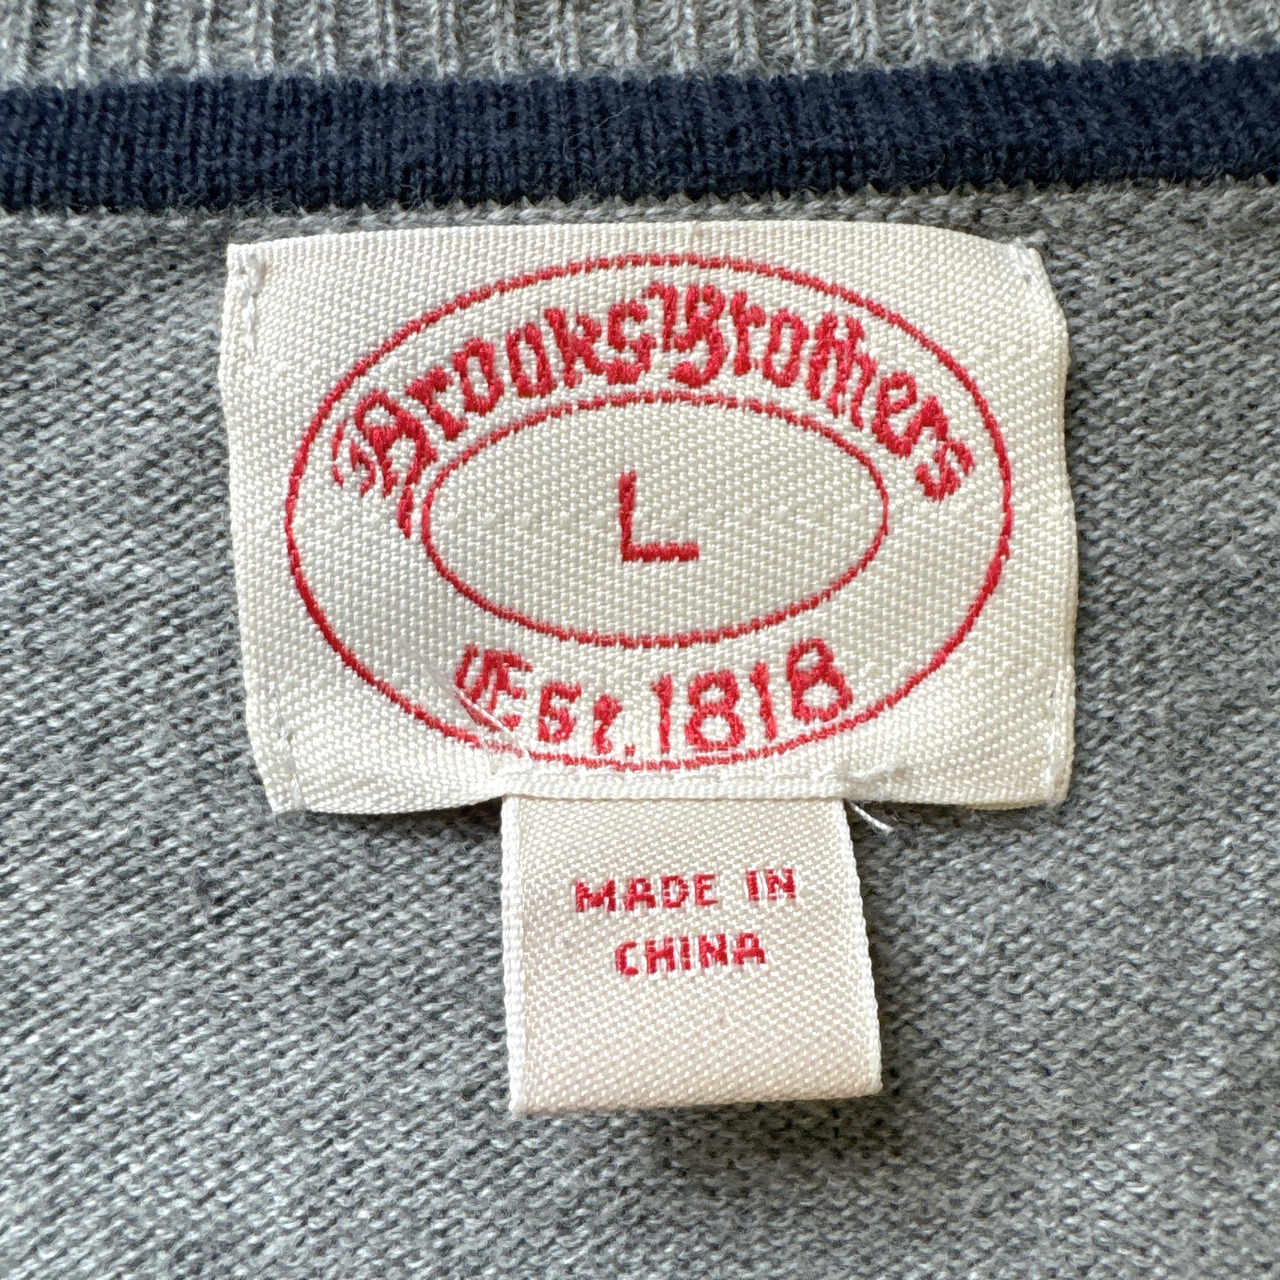 Brooks Brothers
L
Est. 1818
MADE IN
CHINA